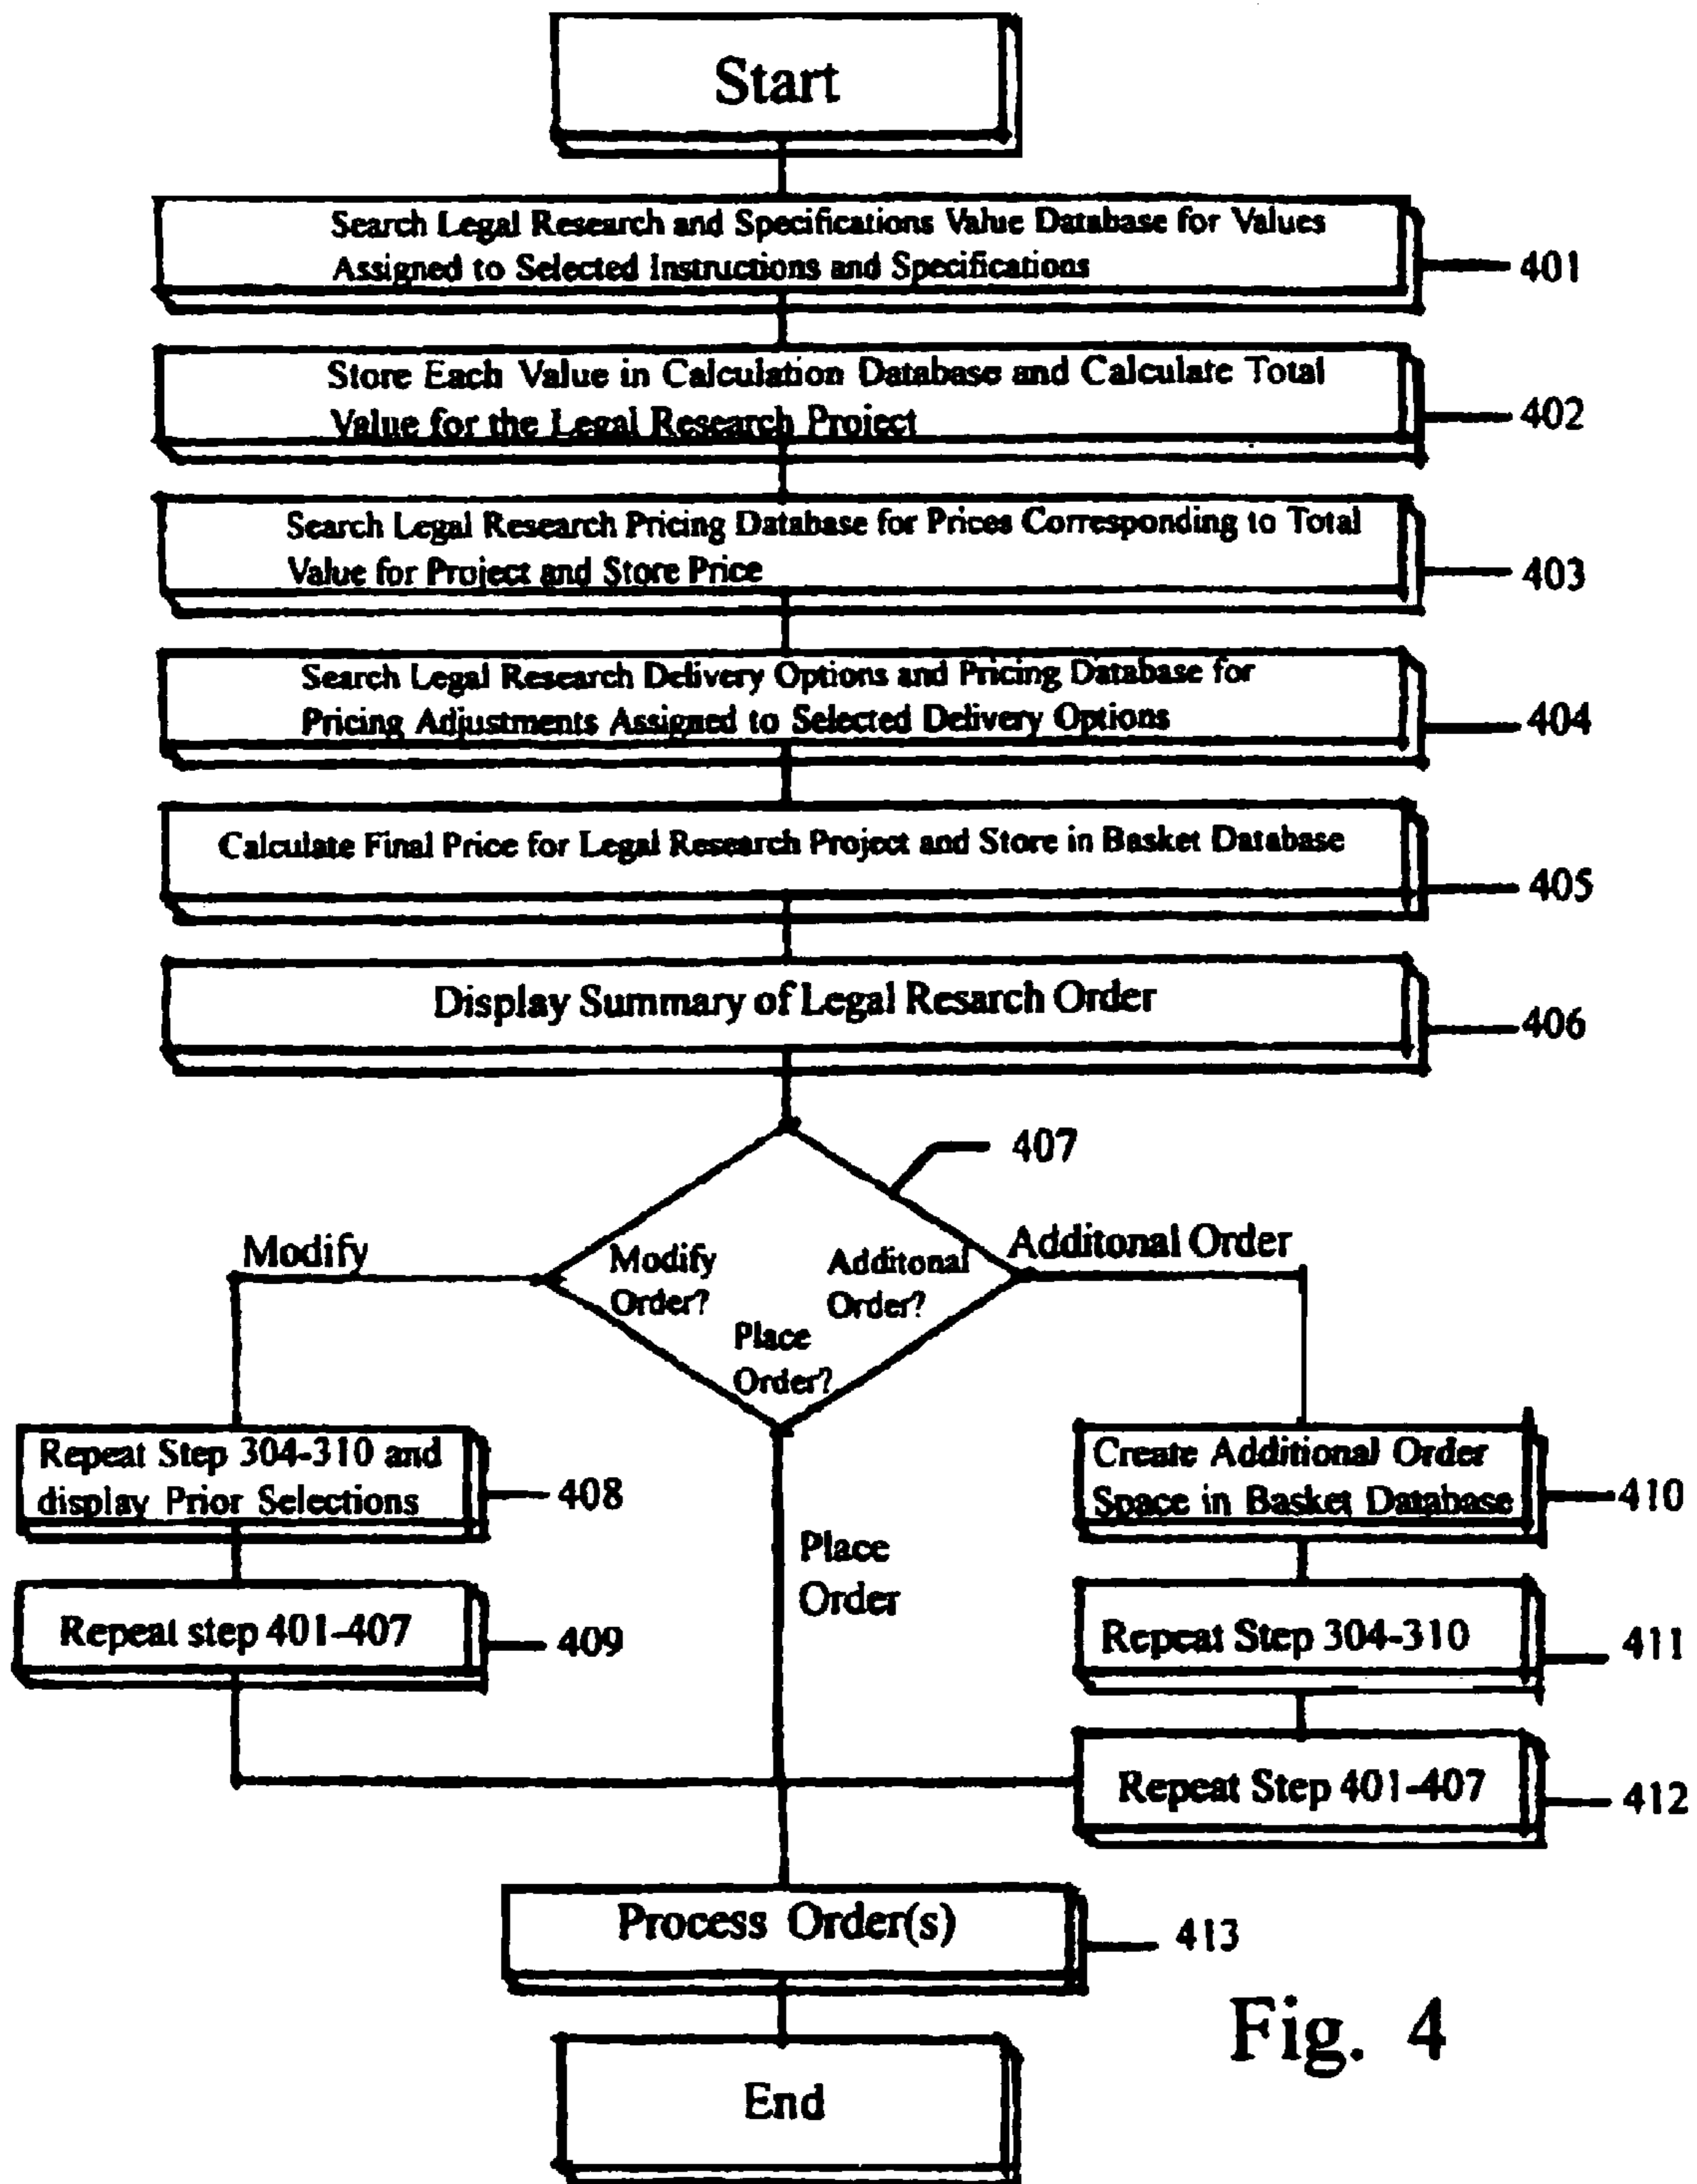 Start
Search Legal Research and Specifications Value Database for Values
Assigned to Selected Instructions and Specifications
401
Store Each Value in Calculation Database and Calculate Total
Value for the Legal Research Project
402
Search Legal Research Pricing Database for Prices Corresponding to Total
Value for Project and Store Price
403
Search Legal Research Delivery Options and Pricing Database for
Pricing Adjustments Assigned to Selected Delivery Options
404
Calculate Final Price for Legal Research Project and Store in Basket Database
405
Display Summary of Legal Resarch Order
406
407
Modify
Modify
Order?
Additonal
Order?
Place
Order?
Additonal Order
Repeat Step 304-310 and
display Prior Selections
408
Repeat step 401-407
409
Place
Order
Create Additional Order
Space in Basket Database
410
Repeat Step 304-310
411
Repeat Step 401-407
412
Process Order(s)
413
End
Fig. 4